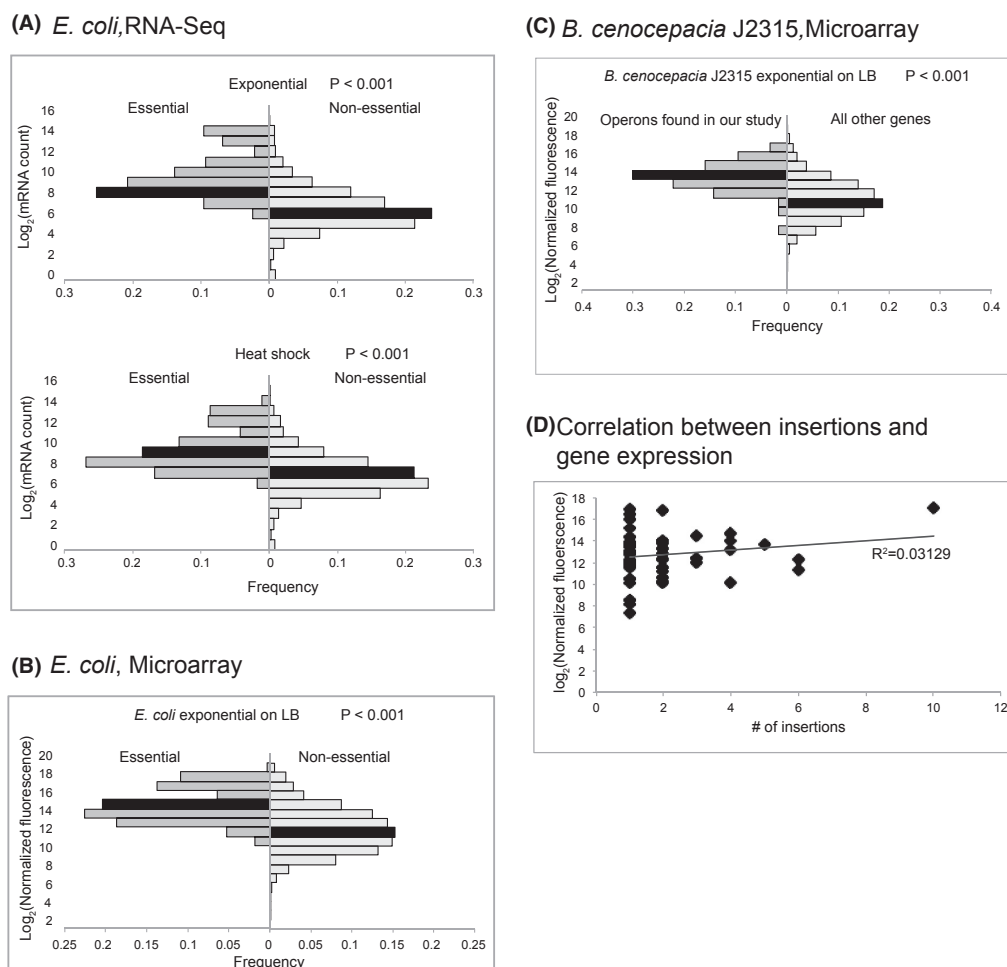 (A) E. coli,RNA-Seq
Exponential P < 0.001
Essential Non-essential
Log2(mRNA count)
16
14
12
10
8
6
4
2
0
0.3 0.2 0.1 0 0.1 0.2 0.3
Heat shock P < 0.001
Essential Non-essential
Log2(mRNA count)
16
14
12
10
8
6
4
2
0
0.3 0.2 0.1 0 0.1 0.2 0.3
Frequency
(B) E. coli, Microarray
E. coli exponential on LB P < 0.001
Essential Non-essential
Log2(Normalized fluorescence)
20
18
16
14
12
10
8
6
4
2
0.25 0.2 0.15 0.1 0.05 0 0.05 0.1 0.15 0.2 0.25
Frequency
(C) B. cenocepacia J2315,Microarray
B. cenocepacia J2315 exponential on LB P < 0.001
Operons found in our study All other genes
Log2(Normalized fluorescence)
20
18
16
14
12
10
8
6
4
2
0.4 0.3 0.2 0.1 0 0.1 0.2 0.3 0.4
Frequency
(D) Correlation between insertions and
gene expression
log2(Normalized fluoerscence)
18
16
14
12
10
8
6
4
2
0
R²=0.03129
0 2 4 6 8 10 12
# of insertions